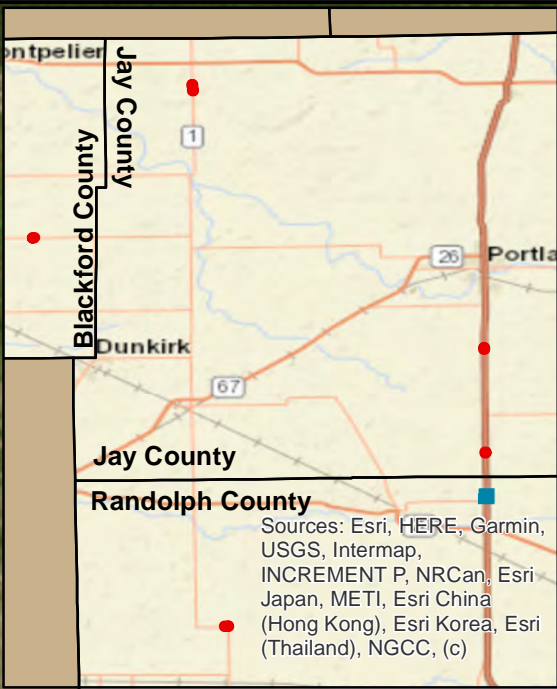 ontpelier
Jay County
1
Blackford County
26
Portla
Dunkirk
67
Jay County
Randolph County
Sources: Esri, HERE, Garmin,
USGS, Intermap,
INCREMENT P, NRCan, Esri
Japan, METI, Esri China
(Hong Kong), Esri Korea, Esri
(Thailand), NGCC, (c)